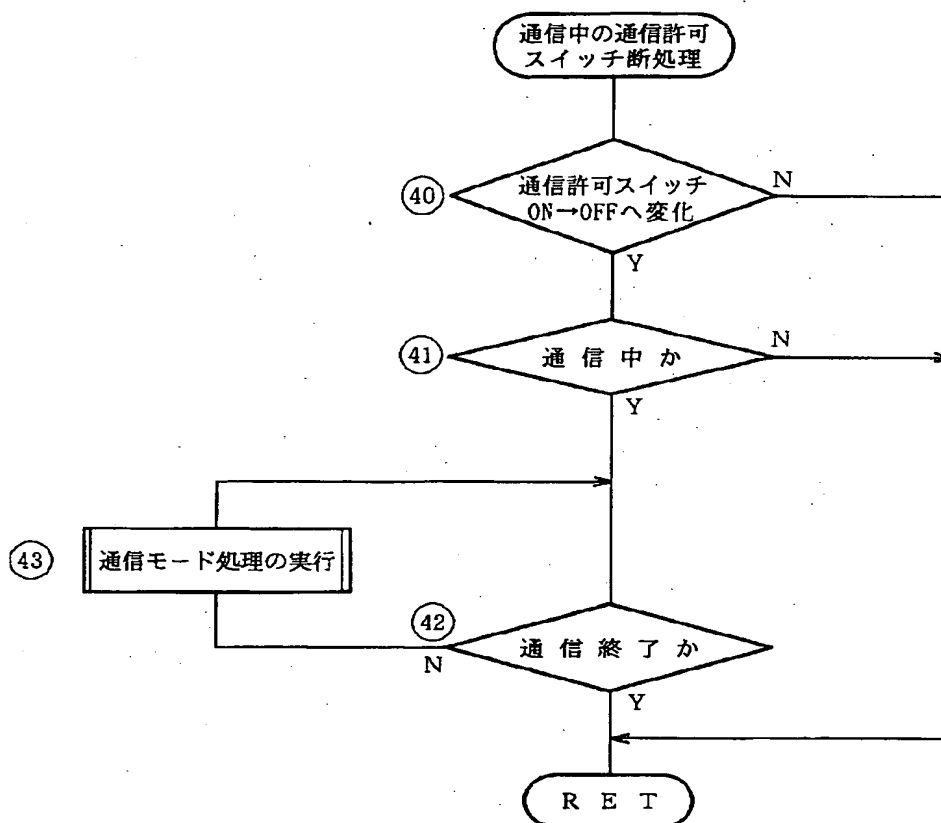 通信中の通信許可
スイッチ断処理
40
通信許可スイッチ
ON→OFFへ変化
N
Y
41
通信中か
N
Y
43
通信モード処理の実行
42
通信終了か
N
Y
RET